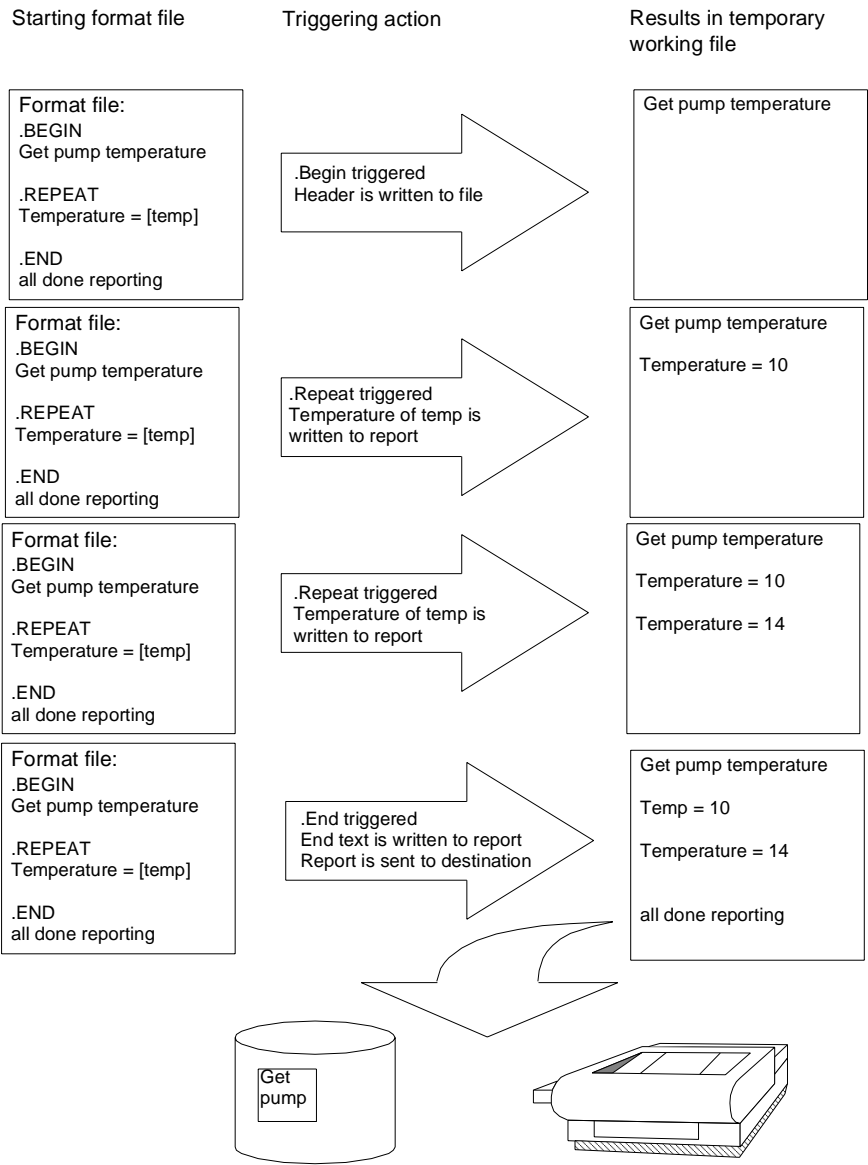 Starting format file
Triggering action
Results in temporary
working file
Format file:
.BEGIN
Get pump temperature
.REPEAT
Temperature = [temp]
.END
all done reporting
.Begin triggered
Header is written to file
Get pump temperature
Format file:
.BEGIN
Get pump temperature
.REPEAT
Temperature = [temp]
.END
all done reporting
.Repeat triggered
Temperature of temp is
written to report
Get pump temperature
Temperature = 10
Format file:
.BEGIN
Get pump temperature
.REPEAT
Temperature = [temp]
.END
all done reporting
.Repeat triggered
Temperature of temp is
written to report
Get pump temperature
Temperature = 10
Temperature = 14
Format file:
.BEGIN
Get pump temperature
.REPEAT
Temperature = [temp]
.END
all done reporting
.End triggered
End text is written to report
Report is sent to destination
Get pump temperature
Temp = 10
Temperature = 14
all done reporting
Get
pump